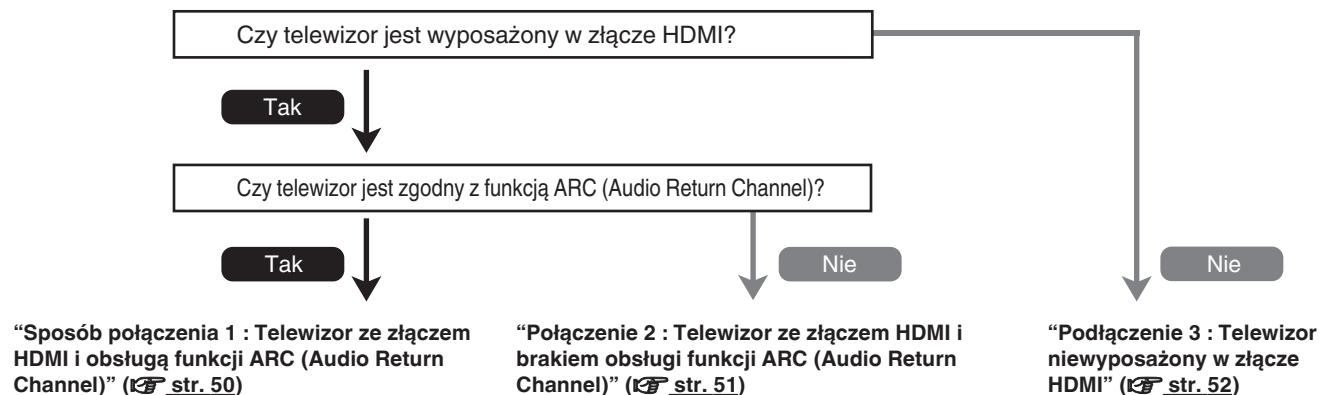 Czy telewizor jest wyposażony w złącze HDMI?
Tak
Czy telewizor jest zgodny z funkcją ARC (Audio Return Channel)?
Tak
Nie
Nie
“Sposób połączenia 1 : Telewizor ze złączem
HDMI i obsługą funkcji ARC (Audio Return
Channel)” (☞ str. 50)
“Połączenie 2 : Telewizor ze złączem HDMI i
brakiem obsługi funkcji ARC (Audio Return
Channel)” (☞ str. 51)
“Podłączenie 3 : Telewizor
niewyposażony w złącze
HDMI” (☞ str. 52)